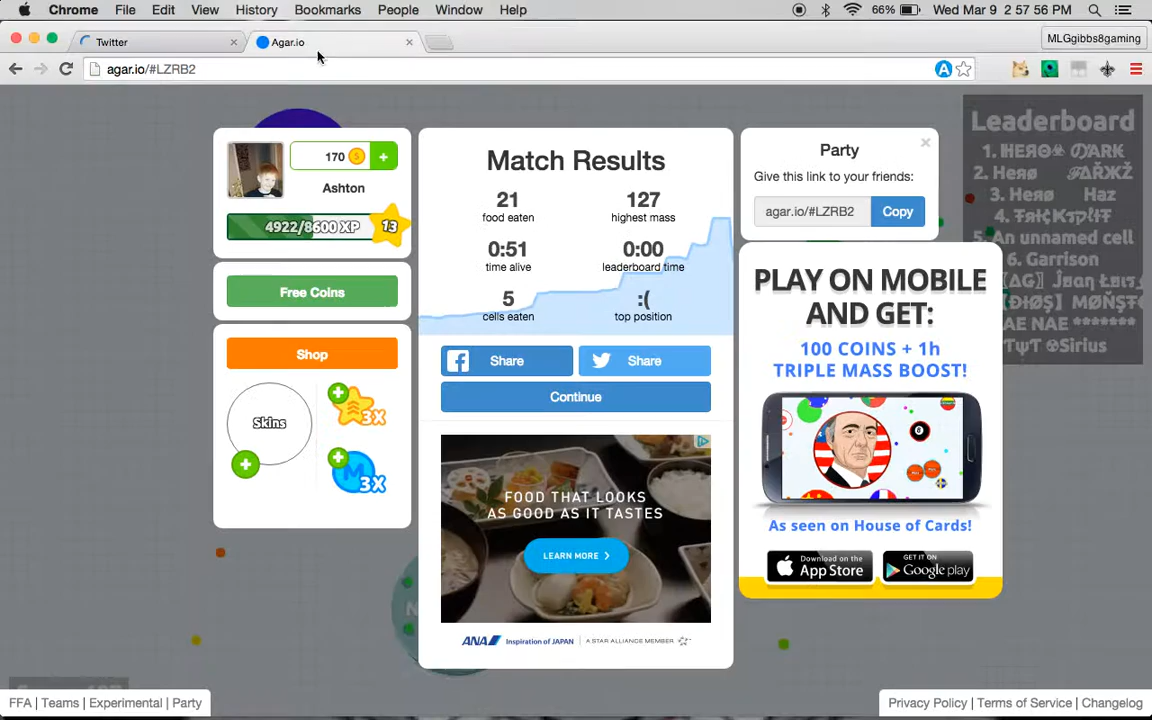 Chrome File Edit View History Bookmarks People Window Help 66% Wed Mar 9 2:57:56 PM
Twitter Agar.io MLGgibbs8gaming
agar.io/#LZRB2
170
Ashton
4922/8600 XP 13
Free Coins
Shop
Skins
3X
M 3X
Match Results
21 127
food eaten highest mass
0:51 0:00
time alive leaderboard time
5 :(
cells eaten top position
Share Share
Continue
FOOD THAT LOOKS
AS GOOD AS IT TASTES
LEARN MORE >
ANA Inspiration of JAPAN | A STAR ALLIANCE MEMBER
Party
Give this link to your friends:
agar.io/#LZRB2 Copy
PLAY ON MOBILE
AND GET:
100 COINS + 1h
TRIPLE MASS BOOST!
8
As seen on House of Cards!
Download on the
App Store
GET IT ON
Google play
Leaderboard
3. Herøø Haz
5. An unnamed cell
6. Garrison
AE NAE *******
FFA | Teams | Experimental | Party
Privacy Policy | Terms of Service | Changelog